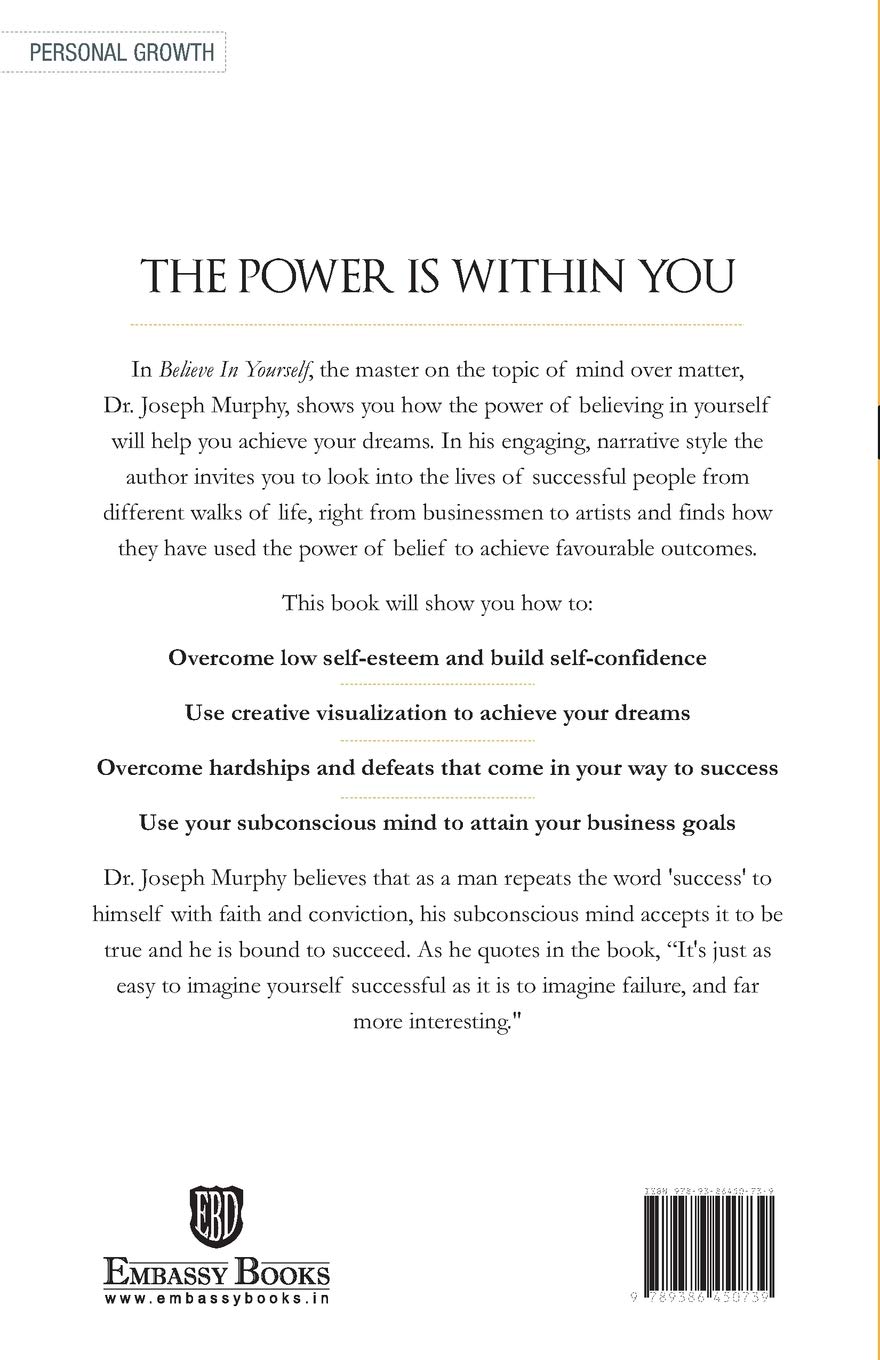 PERSONAL GROWTH
THE POWER IS WITHIN YOU
In Believe In Yourself, the master on the topic of mind over matter,
Dr. Joseph Murphy, shows you how the power of believing in yourself
will help you achieve your dreams. In his engaging, narrative style the
author invites you to look into the lives of successful people from
different walks of life, right from businessmen to artists and finds how
they have used the power of belief to achieve favourable outcomes.
This book will show you how to:
Overcome low self-esteem and build self-confidence
Use creative visualization to achieve your dreams
Overcome hardships and defeats that come in your way to success
Use your subconscious mind to attain your business goals
Dr. Joseph Murphy believes that as a man repeats the word 'success' to
himself with faith and conviction, his subconscious mind accepts it to be
true and he is bound to succeed. As he quotes in the book, “It's just as
easy to imagine yourself successful as it is to imagine failure, and far
more interesting."
EBD
EMBASSY BOOKS
www.embassybooks.in
ISBN 978-93-86450-73-9
9 789386 450739